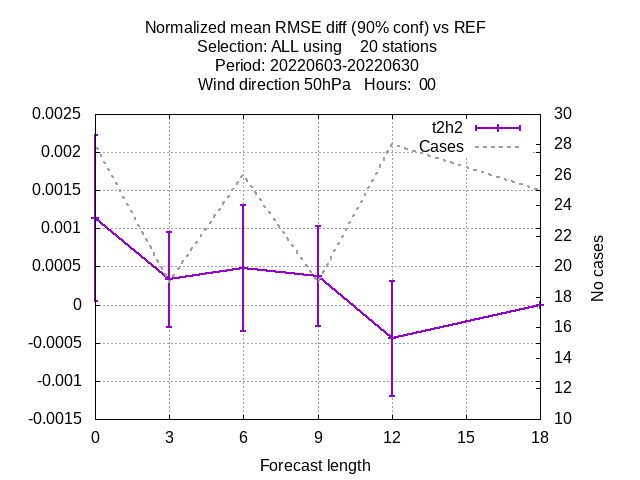 Normalized mean RMSE diff (90% conf) vs REF
Selection: ALL using    20 stations
Period: 20220603-20220630
Wind direction 50hPa   Hours:  00
0.0025
0.002
0.0015
0.001
0.0005
0
-0.0005
-0.001
-0.0015
30
28
26
24
22
20
18
16
14
12
10
t2h2
Cases
No cases
0 3 6 9 12 15 18
Forecast length